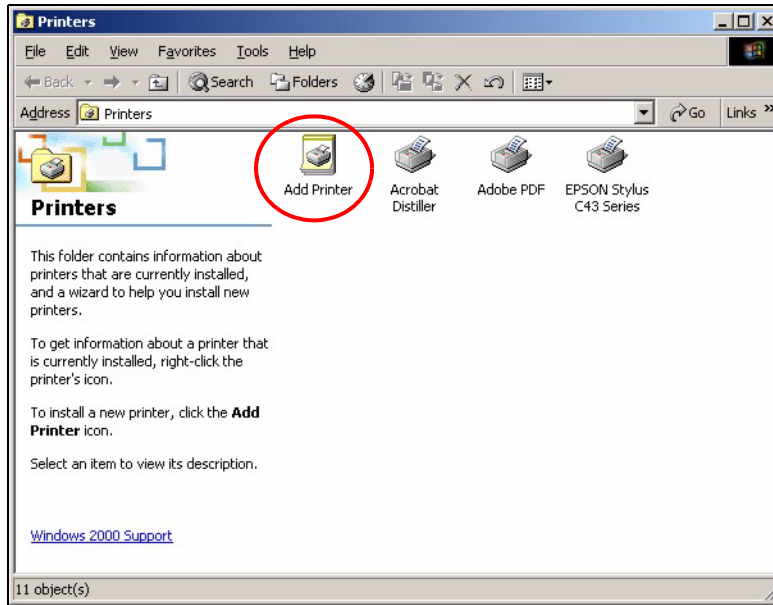 Printers
File Edit View Favorites Tools Help
Back Search Folders
Address Printers Go Links »
Add Printer Acrobat Distiller Adobe PDF EPSON Stylus C43 Series
Printers
This folder contains information about
printers that are currently installed,
and a wizard to help you install new
printers.
To get information about a printer that
is currently installed, right-click the
printer's icon.
To install a new printer, click the Add
Printer icon.
Select an item to view its description.
Windows 2000 Support
11 object(s)